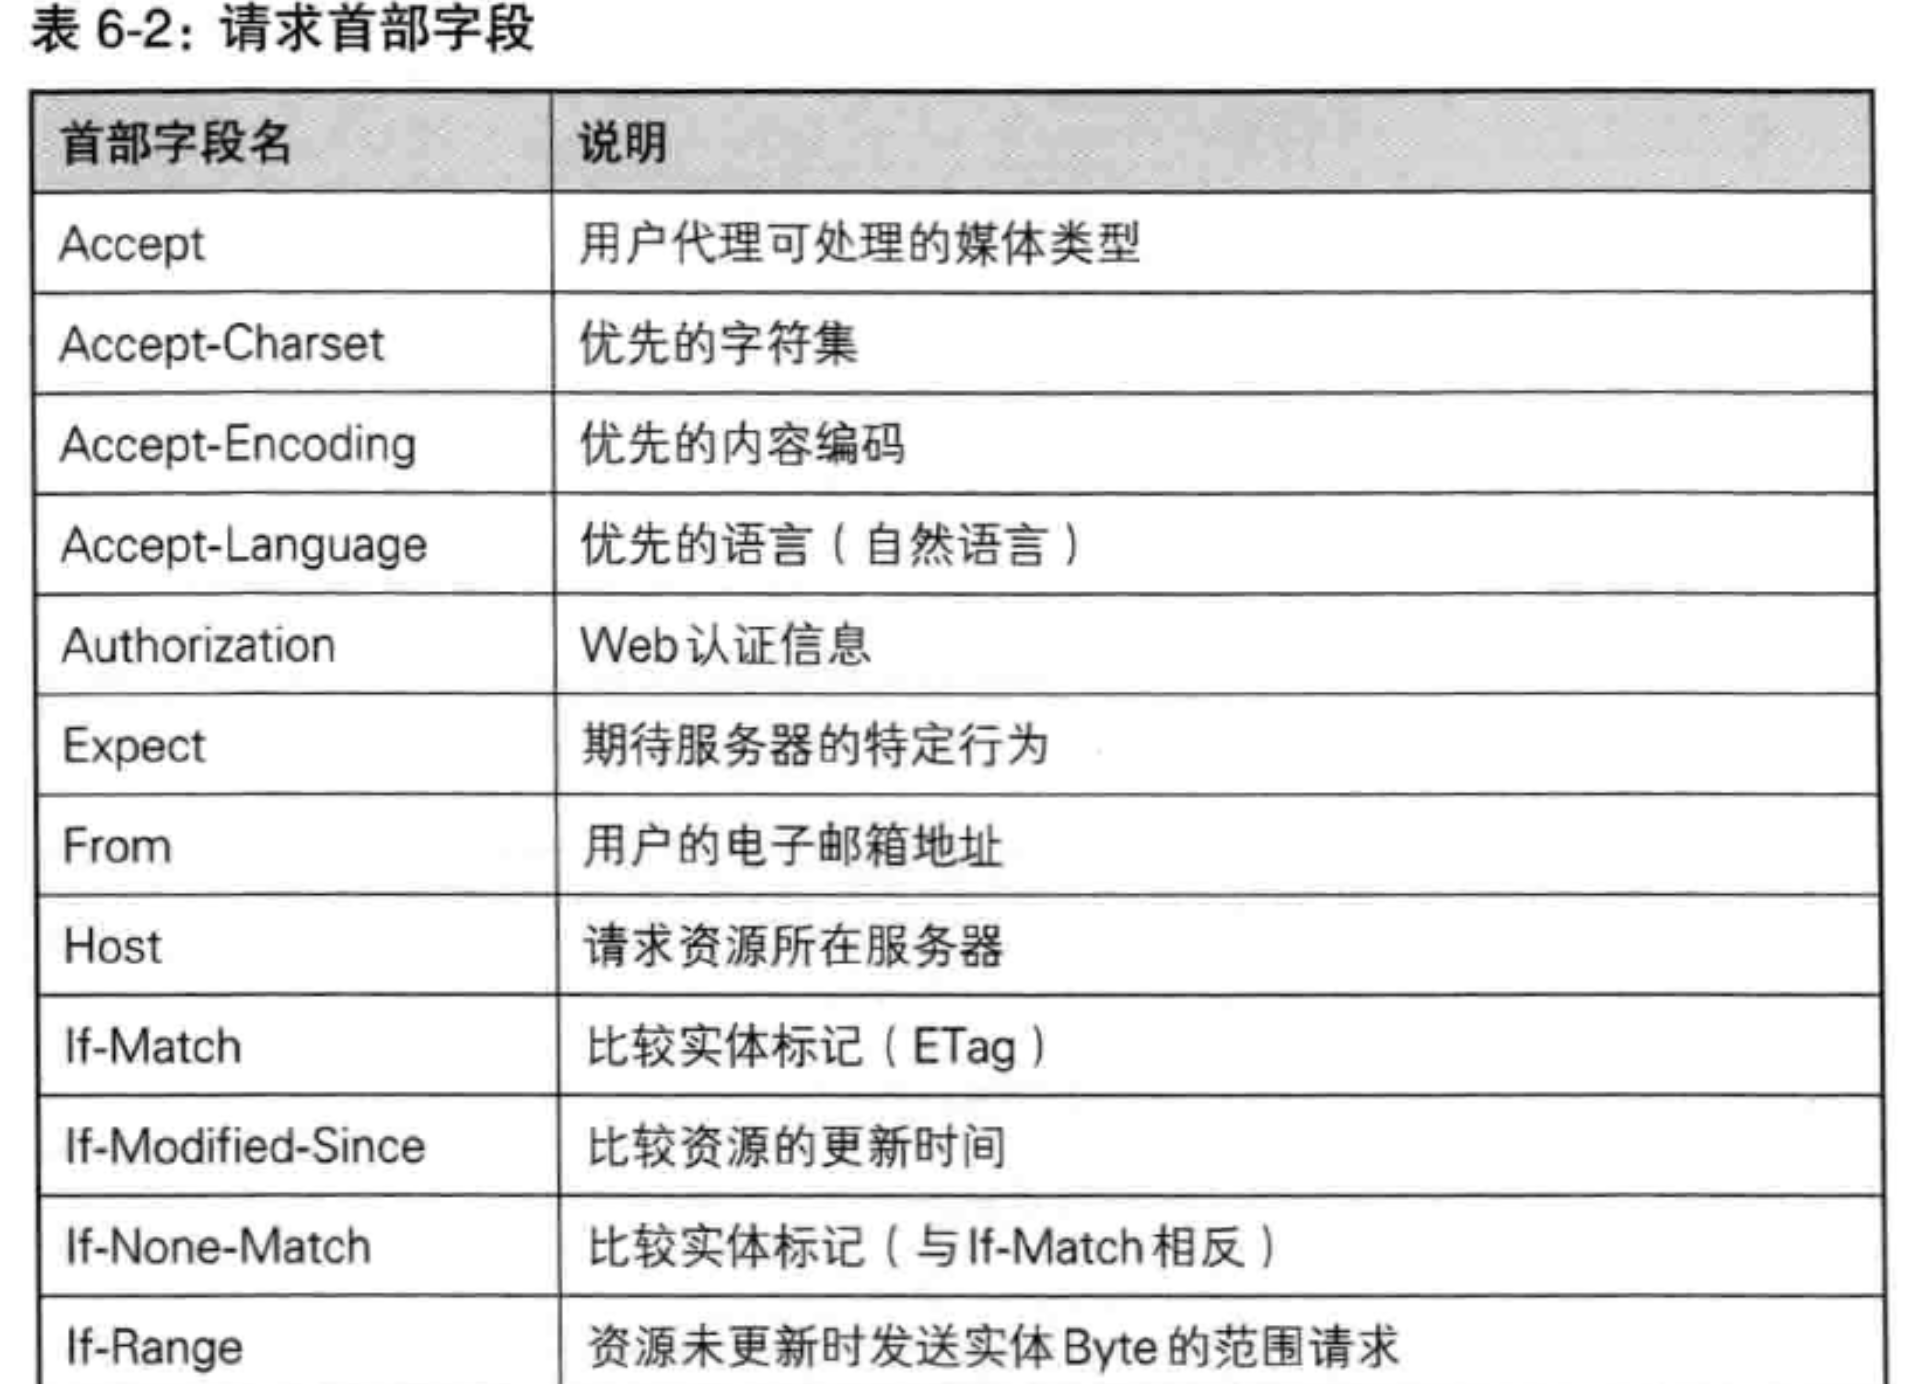 表 6-2：请求首部字段
首部字段名 说明
Accept 用户代理可处理的媒体类型
Accept-Charset 优先的字符集
Accept-Encoding 优先的内容编码
Accept-Language 优先的语言（自然语言）
Authorization Web认证信息
Expect 期待服务器的特定行为
From 用户的电子邮箱地址
Host 请求资源所在服务器
If-Match 比较实体标记（ETag）
If-Modified-Since 比较资源的更新时间
If-None-Match 比较实体标记（与If-Match相反）
If-Range 资源未更新时发送实体Byte的范围请求